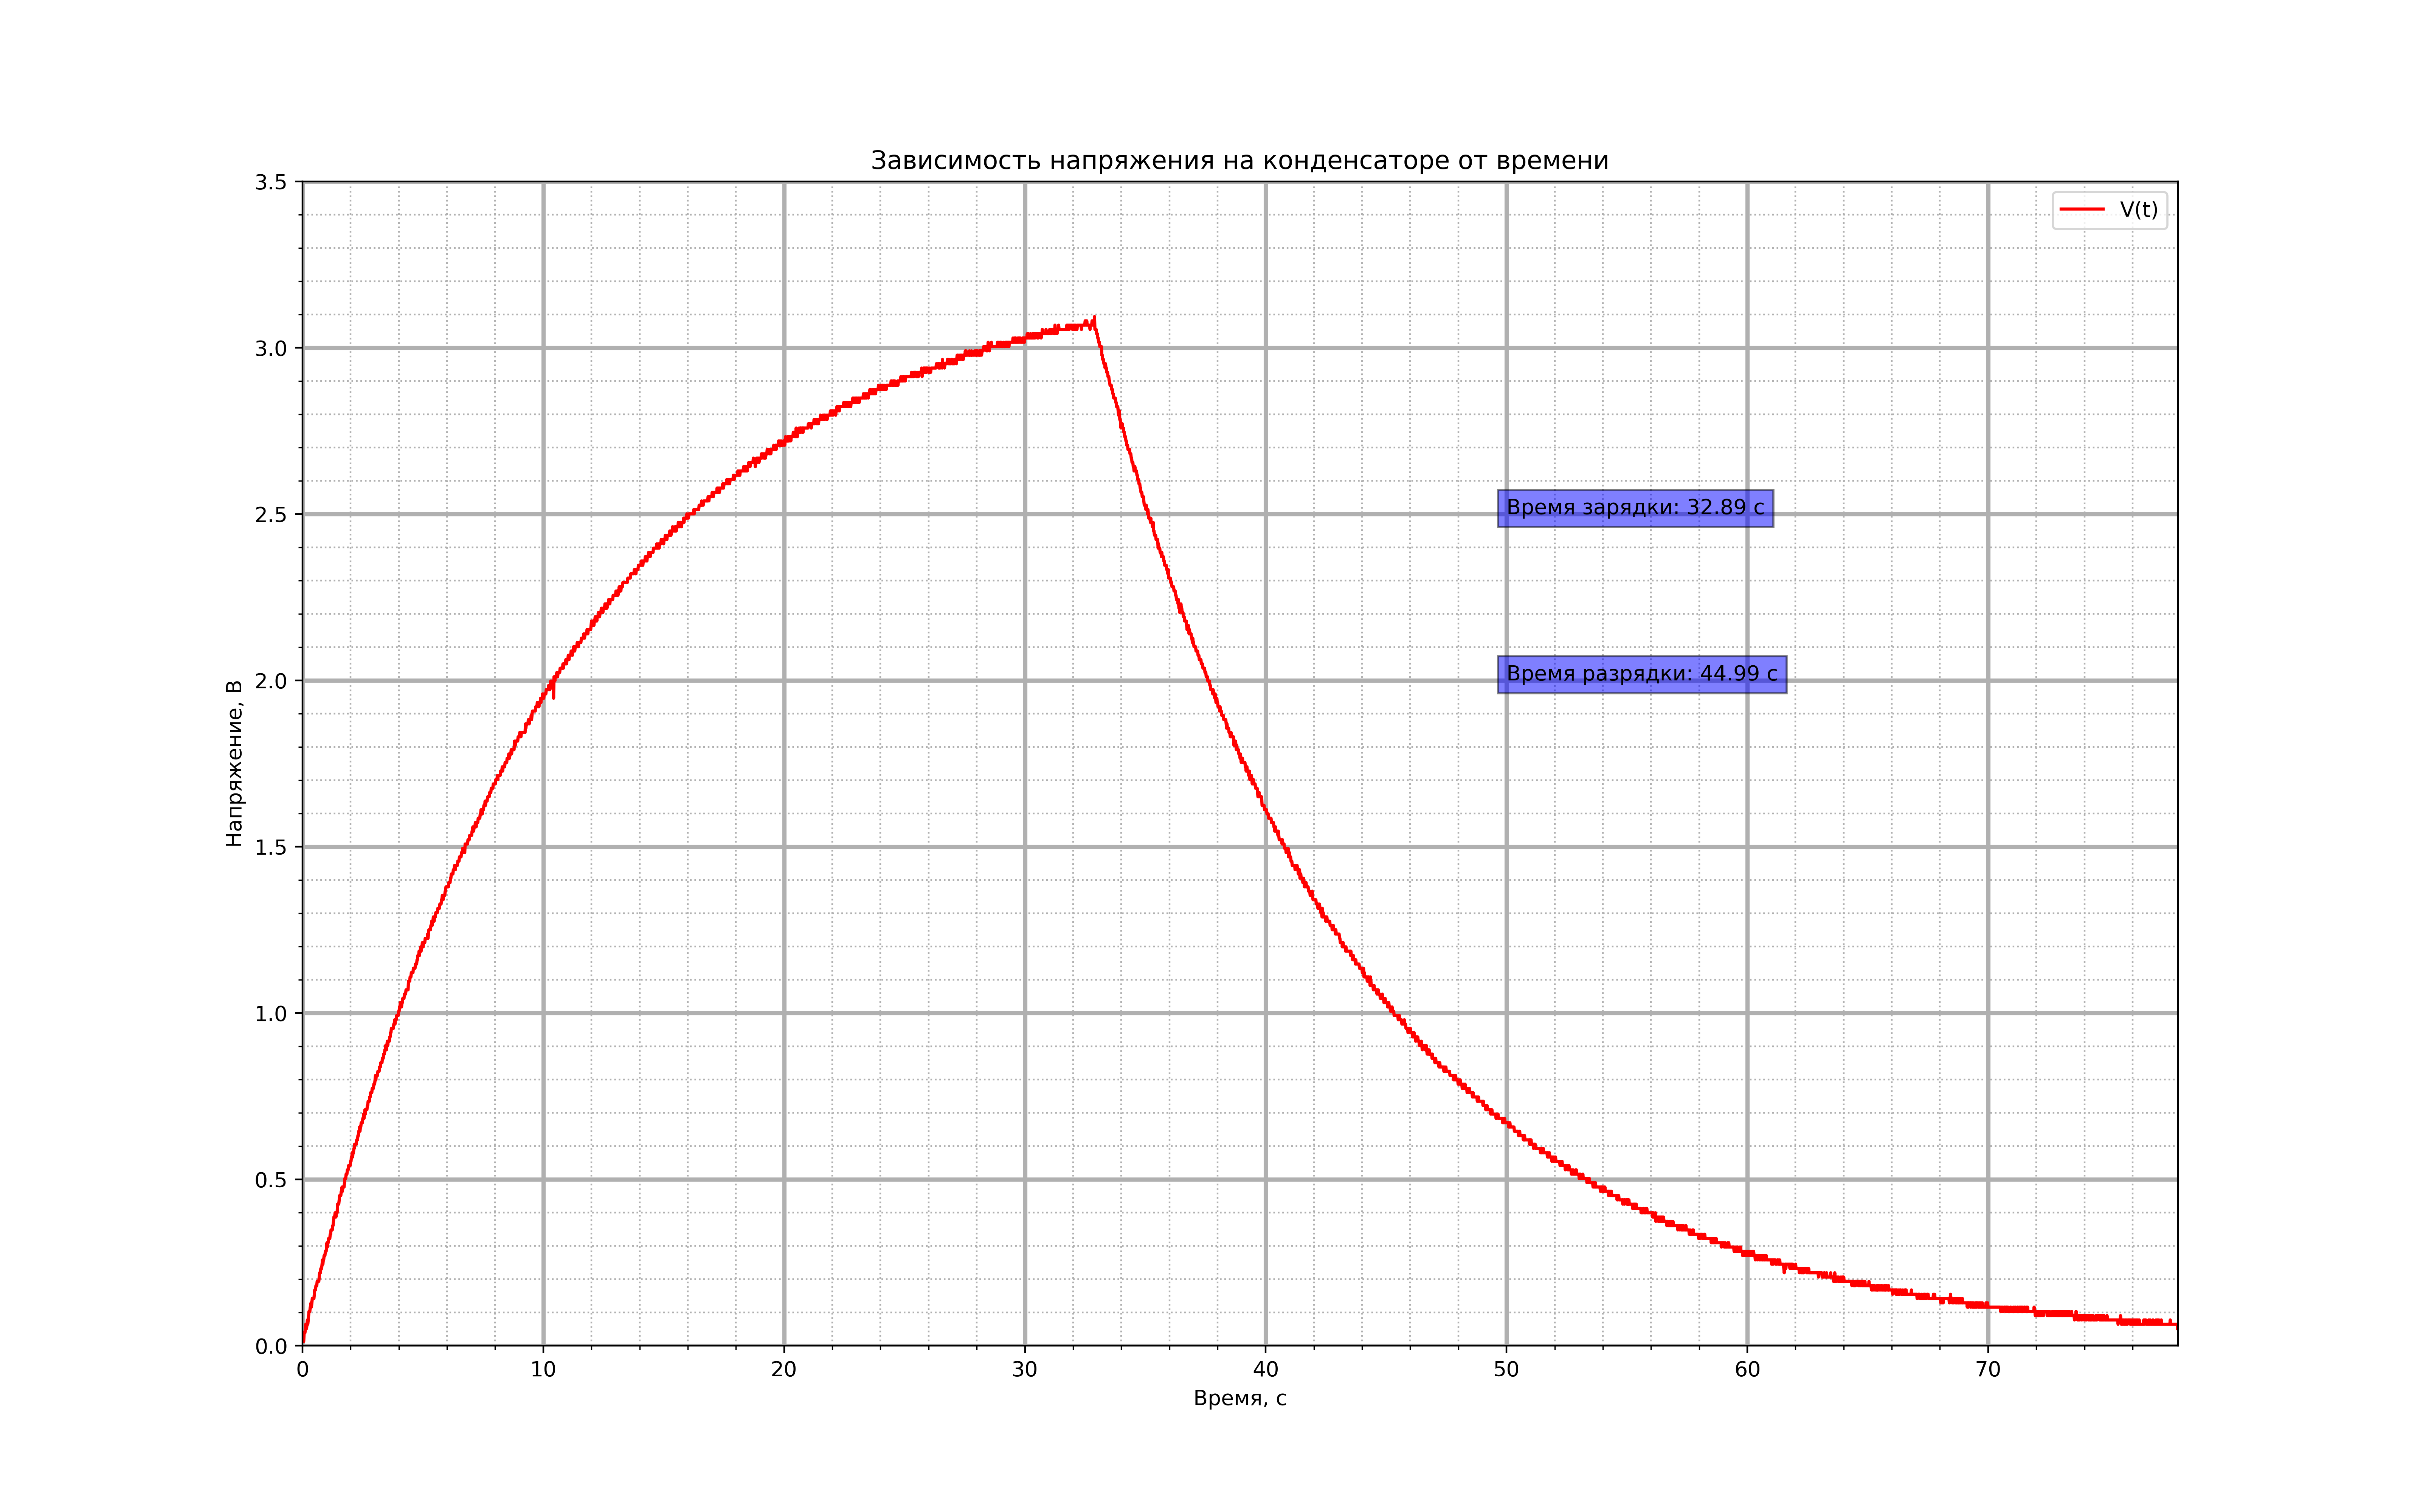 Зависимость напряжения на конденсаторе от времени
V(t)
Напряжение, В
3.5
3.0
2.5
2.0
1.5
1.0
0.5
0.0
Время зарядки: 32.89 с
Время разрядки: 44.99 с
0 10 20 30 40 50 60 70
Время, с